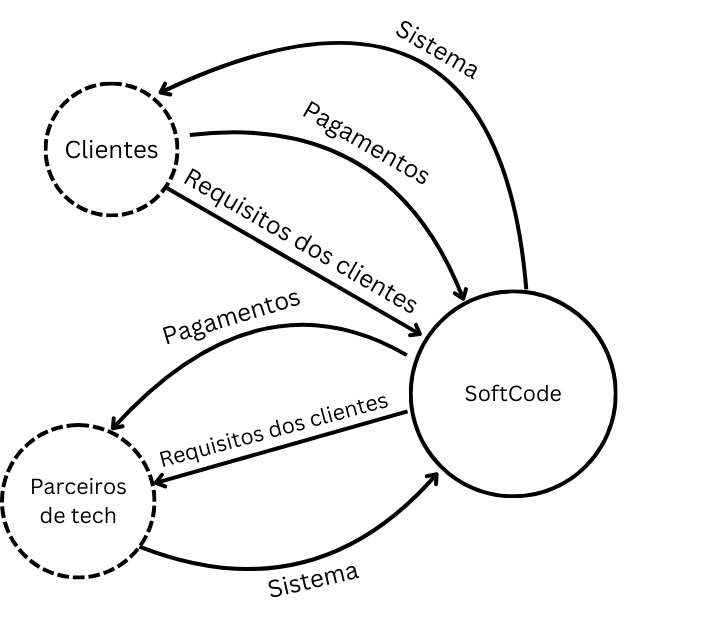 Sistema
Pagamentos
Clientes
Requisitos dos clientes
Pagamentos
SoftCode
Requisitos dos clientes
Parceiros
de tech
Sistema